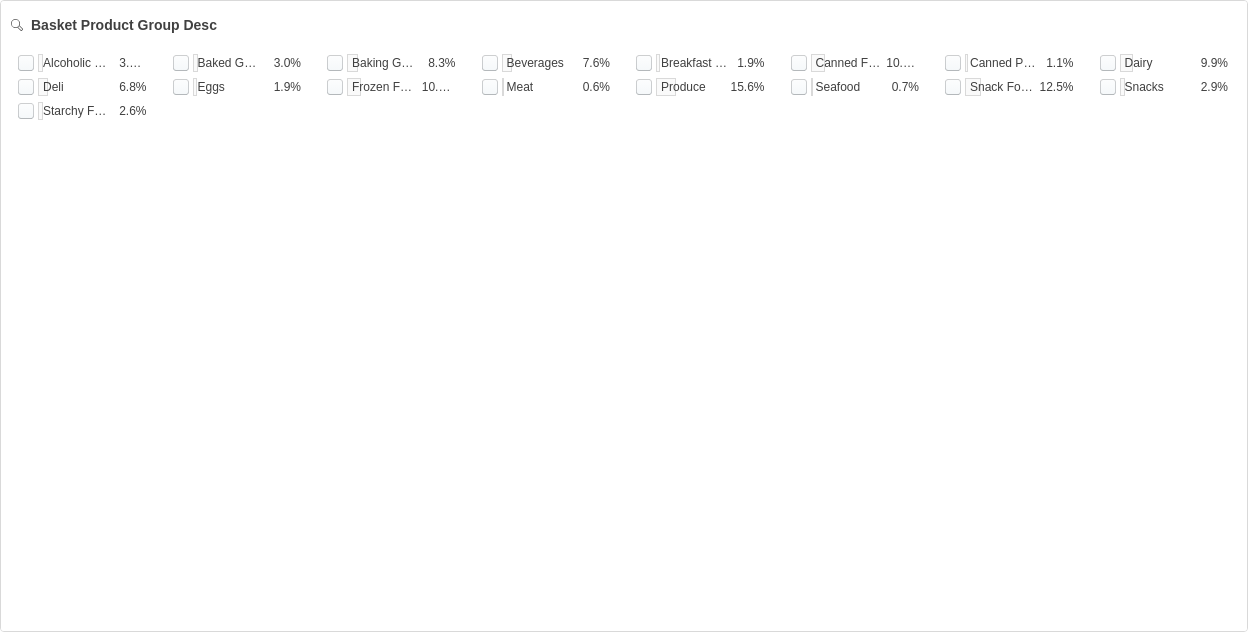 Basket Product Group Desc
Alcoholic … 3.… Baked G… 3.0% Baking G… 8.3% Beverages 7.6% Breakfast … 1.9% Canned F… 10.… Canned P… 1.1% Dairy 9.9%
Deli 6.8% Eggs 1.9% Frozen F… 10.… Meat 0.6% Produce 15.6% Seafood 0.7% Snack Fo… 12.5% Snacks 2.9%
Starchy F… 2.6%